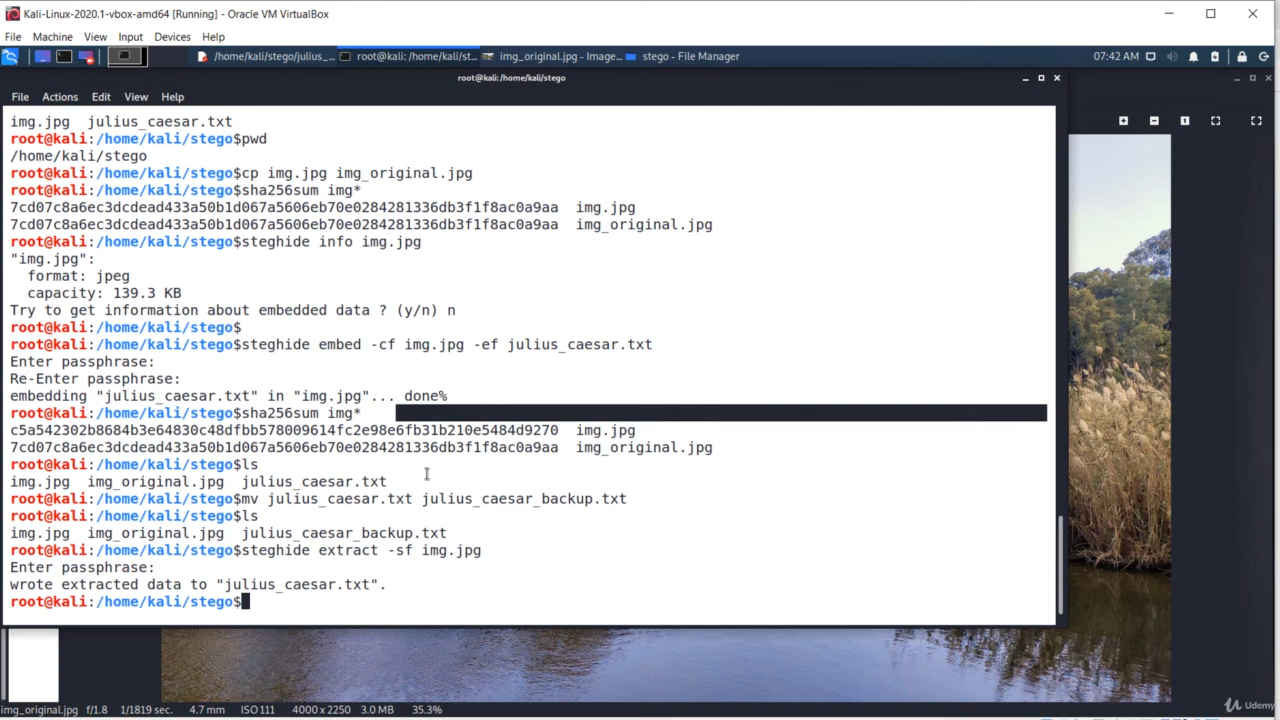 Kali-Linux-2020.1-vbox-amd64 [Running] - Oracle VM VirtualBox
File Machine View Input Devices Help
/home/kali/stego/julius_... root@kali: /home/kali/st... img_original.jpg - Image... stego - File Manager 07:42 AM
root@kali:/home/kali/stego
File Actions Edit View Help
img.jpg julius_caesar.txt
root@kali:/home/kali/stego$pwd
/home/kali/stego
root@kali:/home/kali/stego$cp img.jpg img_original.jpg
root@kali:/home/kali/stego$sha256sum img*
7cd07c8a6ec3dcdead433a50b1d067a5606eb70e0284281336db3f1f8ac0a9aa img.jpg
7cd07c8a6ec3dcdead433a50b1d067a5606eb70e0284281336db3f1f8ac0a9aa img_original.jpg
root@kali:/home/kali/stego$steghide info img.jpg
"img.jpg":
format: jpeg
capacity: 139.3 KB
Try to get information about embedded data ? (y/n) n
root@kali:/home/kali/stego$
root@kali:/home/kali/stego$steghide embed -cf img.jpg -ef julius_caesar.txt
Enter passphrase:
Re-Enter passphrase:
embedding "julius_caesar.txt" in "img.jpg"... done%
root@kali:/home/kali/stego$sha256sum img*
c5a542302b8684b3e64830c48dfbb578009614fc2e98e6fb31b210e5484d9270 img.jpg
7cd07c8a6ec3dcdead433a50b1d067a5606eb70e0284281336db3f1f8ac0a9aa img_original.jpg
root@kali:/home/kali/stego$ls
img.jpg img_original.jpg julius_caesar.txt
root@kali:/home/kali/stego$mv julius_caesar.txt julius_caesar_backup.txt
root@kali:/home/kali/stego$ls
img.jpg img_original.jpg julius_caesar_backup.txt
root@kali:/home/kali/stego$steghide extract -sf img.jpg
Enter passphrase:
wrote extracted data to "julius_caesar.txt".
root@kali:/home/kali/stego$
img_original.jpg f/1.8 1/1819 sec. 4.7 mm ISO 111 4000 x 2250 3.0 MB 35.3%
Udemy